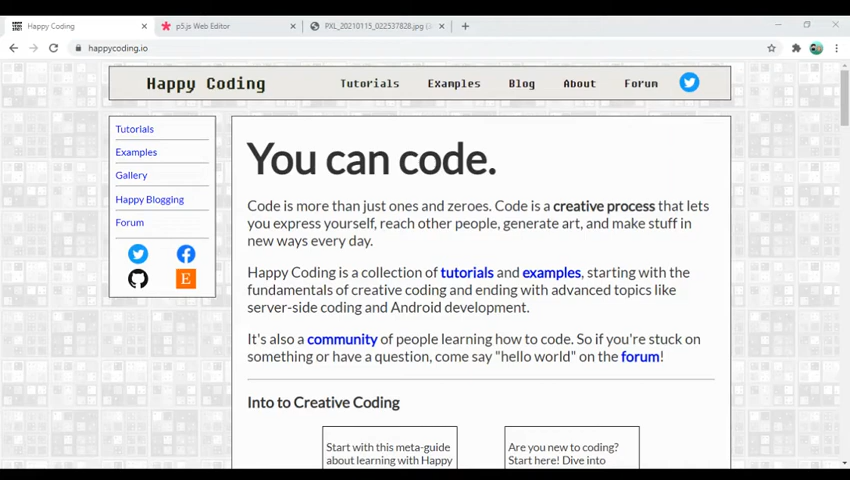 Happy Coding
p5.js Web Editor
PXL_20210115_022537828.jpg (
happycoding.io
Happy Coding
Tutorials
Examples
Blog
About
Forum
Tutorials
Examples
Gallery
Happy Blogging
Forum
E
You can code.
Code is more than just ones and zeroes. Code is a creative process that lets
you express yourself, reach other people, generate art, and make stuff in
new ways every day.
Happy Coding is a collection of tutorials and examples, starting with the
fundamentals of creative coding and ending with advanced topics like
server-side coding and Android development.
It's also a community of people learning how to code. So if you're stuck on
something or have a question, come say "hello world" on the forum!
Into to Creative Coding
Start with this meta-guide
about learning with Happy
Are you new to coding?
Start here! Dive into